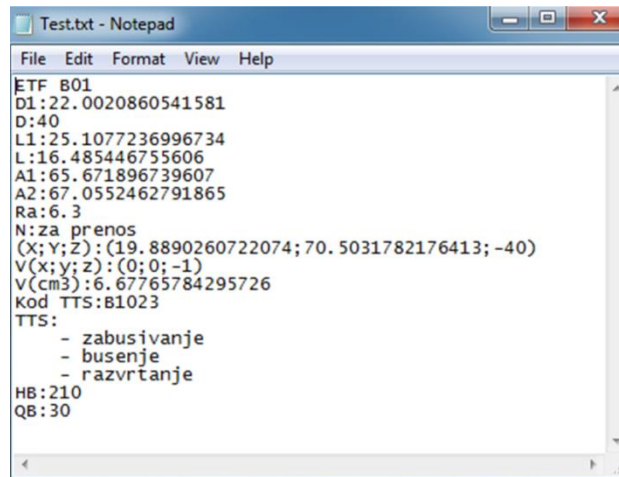 Test.txt - Notepad
File Edit Format View Help
ETF B01
D1:22.0020860541581
D:40
L1:25.1077236996734
L:16.485446755606
A1:65.671896739607
A2:67.0552462791865
Ra:6.3
N:za prenos
(X;Y;Z):(19.8890260722074;70.5031782176413;-40)
V(x;y;z):(0;0;-1)
V(cm3):6.67765784295726
Kod TTS:B1023
TTS:
- zabusivanje
- busenje
- razvrtanje
HB:210
QB:30